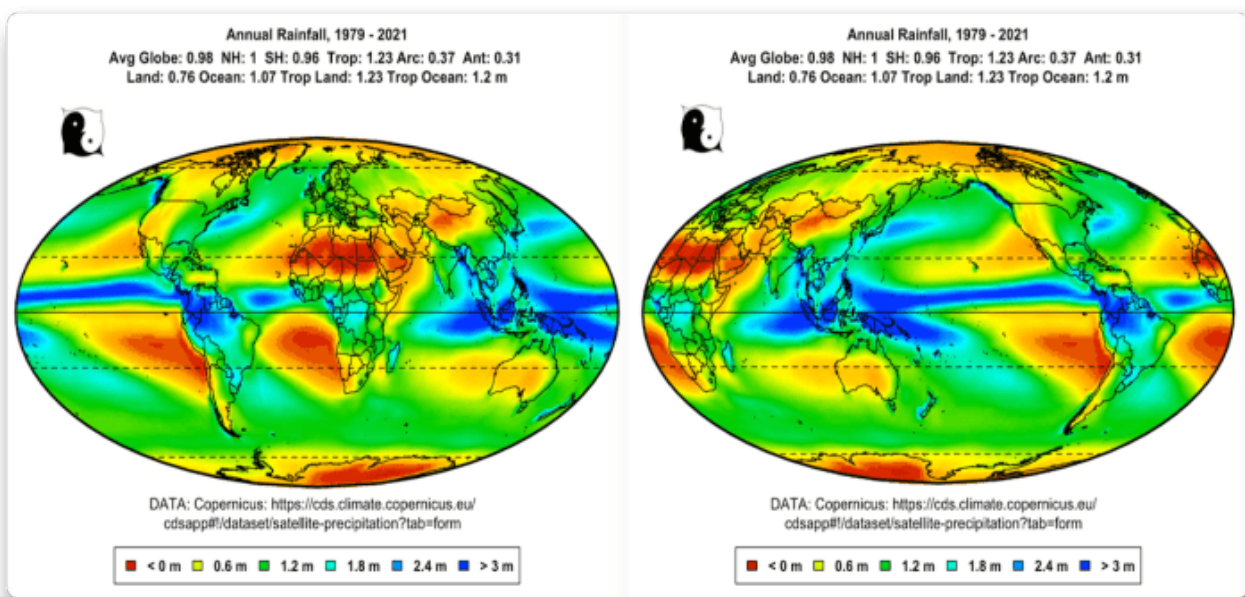 Annual Rainfall, 1979 - 2021
Avg Globe: 0.98 NH: 1 SH: 0.96 Trop: 1.23 Arc: 0.37 Ant: 0.31
Land: 0.76 Ocean: 1.07 Trop Land: 1.23 Trop Ocean: 1.2 m
DATA: Copernicus: https://cds.climate.copernicus.eu/
cdsapp#!/dataset/satellite-precipitation?tab=form
< 0 m 0.6 m 1.2 m 1.8 m 2.4 m > 3 m
Annual Rainfall, 1979 - 2021
Avg Globe: 0.98 NH: 1 SH: 0.96 Trop: 1.23 Arc: 0.37 Ant: 0.31
Land: 0.76 Ocean: 1.07 Trop Land: 1.23 Trop Ocean: 1.2 m
DATA: Copernicus: https://cds.climate.copernicus.eu/
cdsapp#!/dataset/satellite-precipitation?tab=form
< 0 m 0.6 m 1.2 m 1.8 m 2.4 m > 3 m